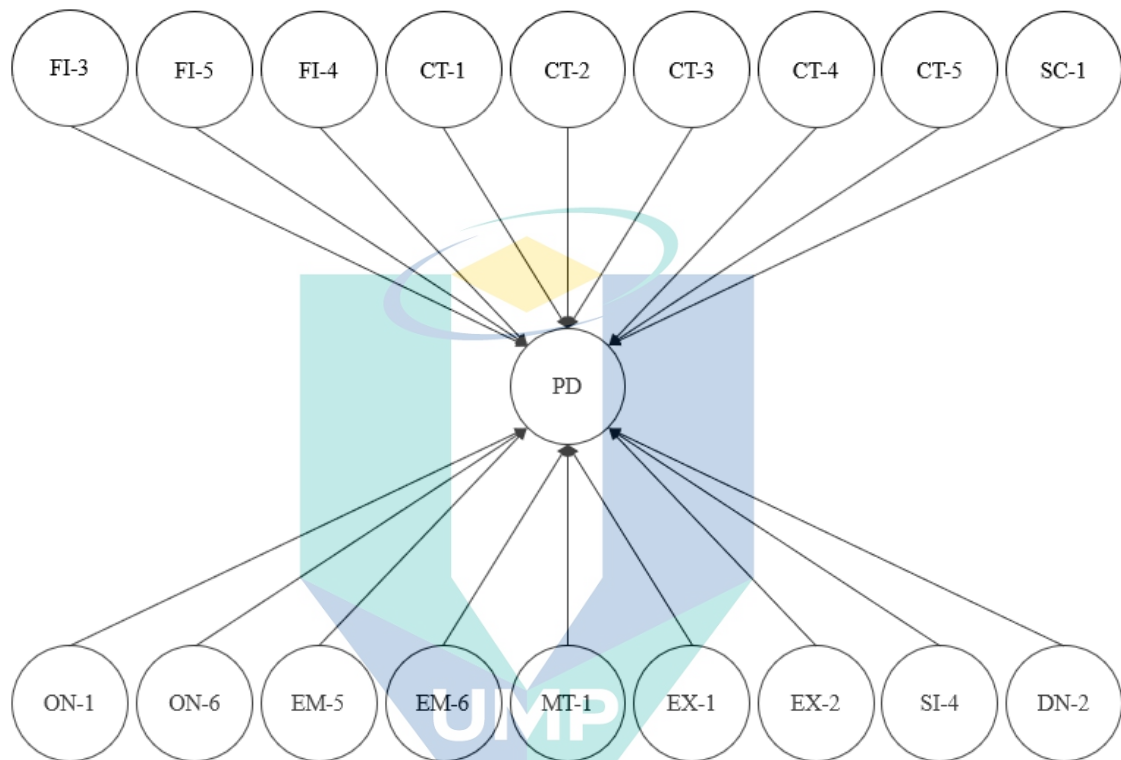 FI-3 FI-5 FI-4 CT-1 CT-2 CT-3 CT-4 CT-5 SC-1
PD
ON-1 ON-6 EM-5 EM-6 MT-1 EX-1 EX-2 SI-4 DN-2
UMP